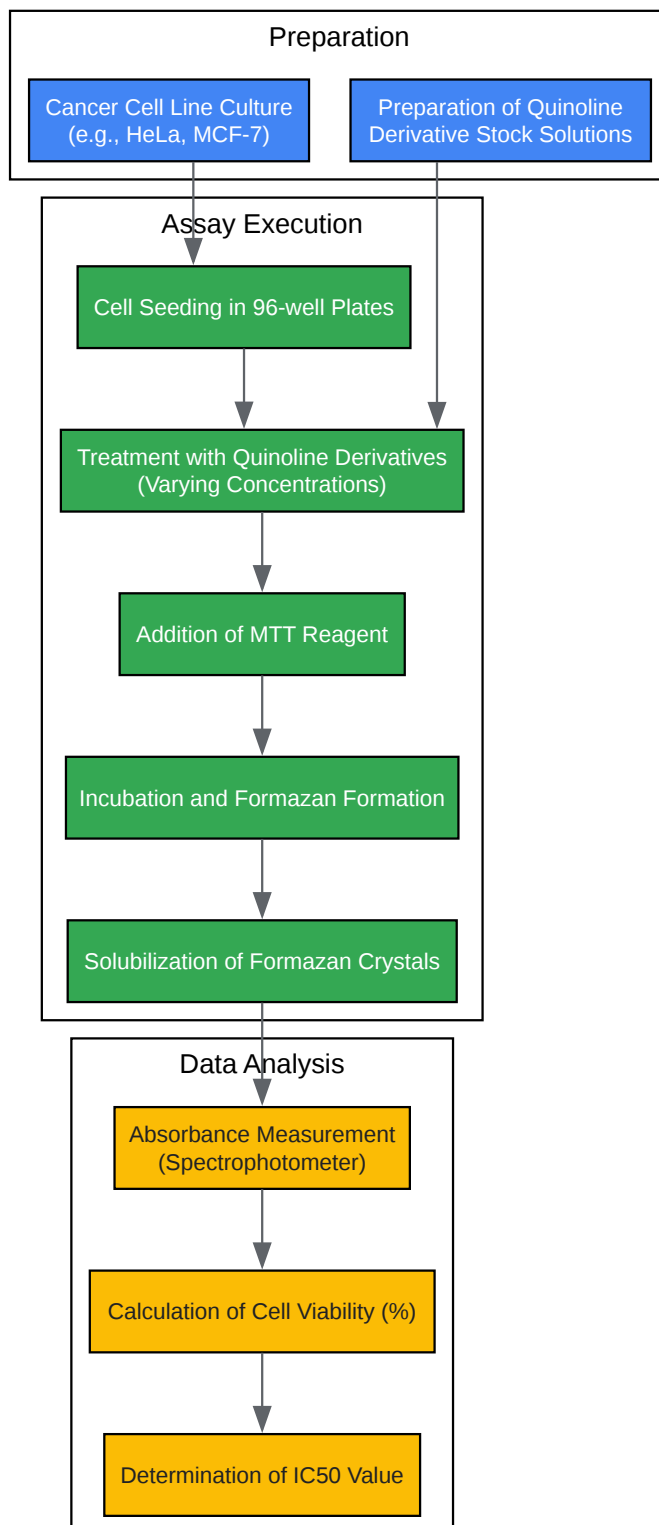 Preparation
Cancer Cell Line Culture
(e.g., HeLa, MCF-7)
Preparation of Quinoline
Derivative Stock Solutions
Assay Execution
Cell Seeding in 96-well Plates
Treatment with Quinoline Derivatives
(Varying Concentrations)
Addition of MTT Reagent
Incubation and Formazan Formation
Solubilization of Formazan Crystals
Data Analysis
Absorbance Measurement
(Spectrophotometer)
Calculation of Cell Viability (%)
Determination of IC50 Value